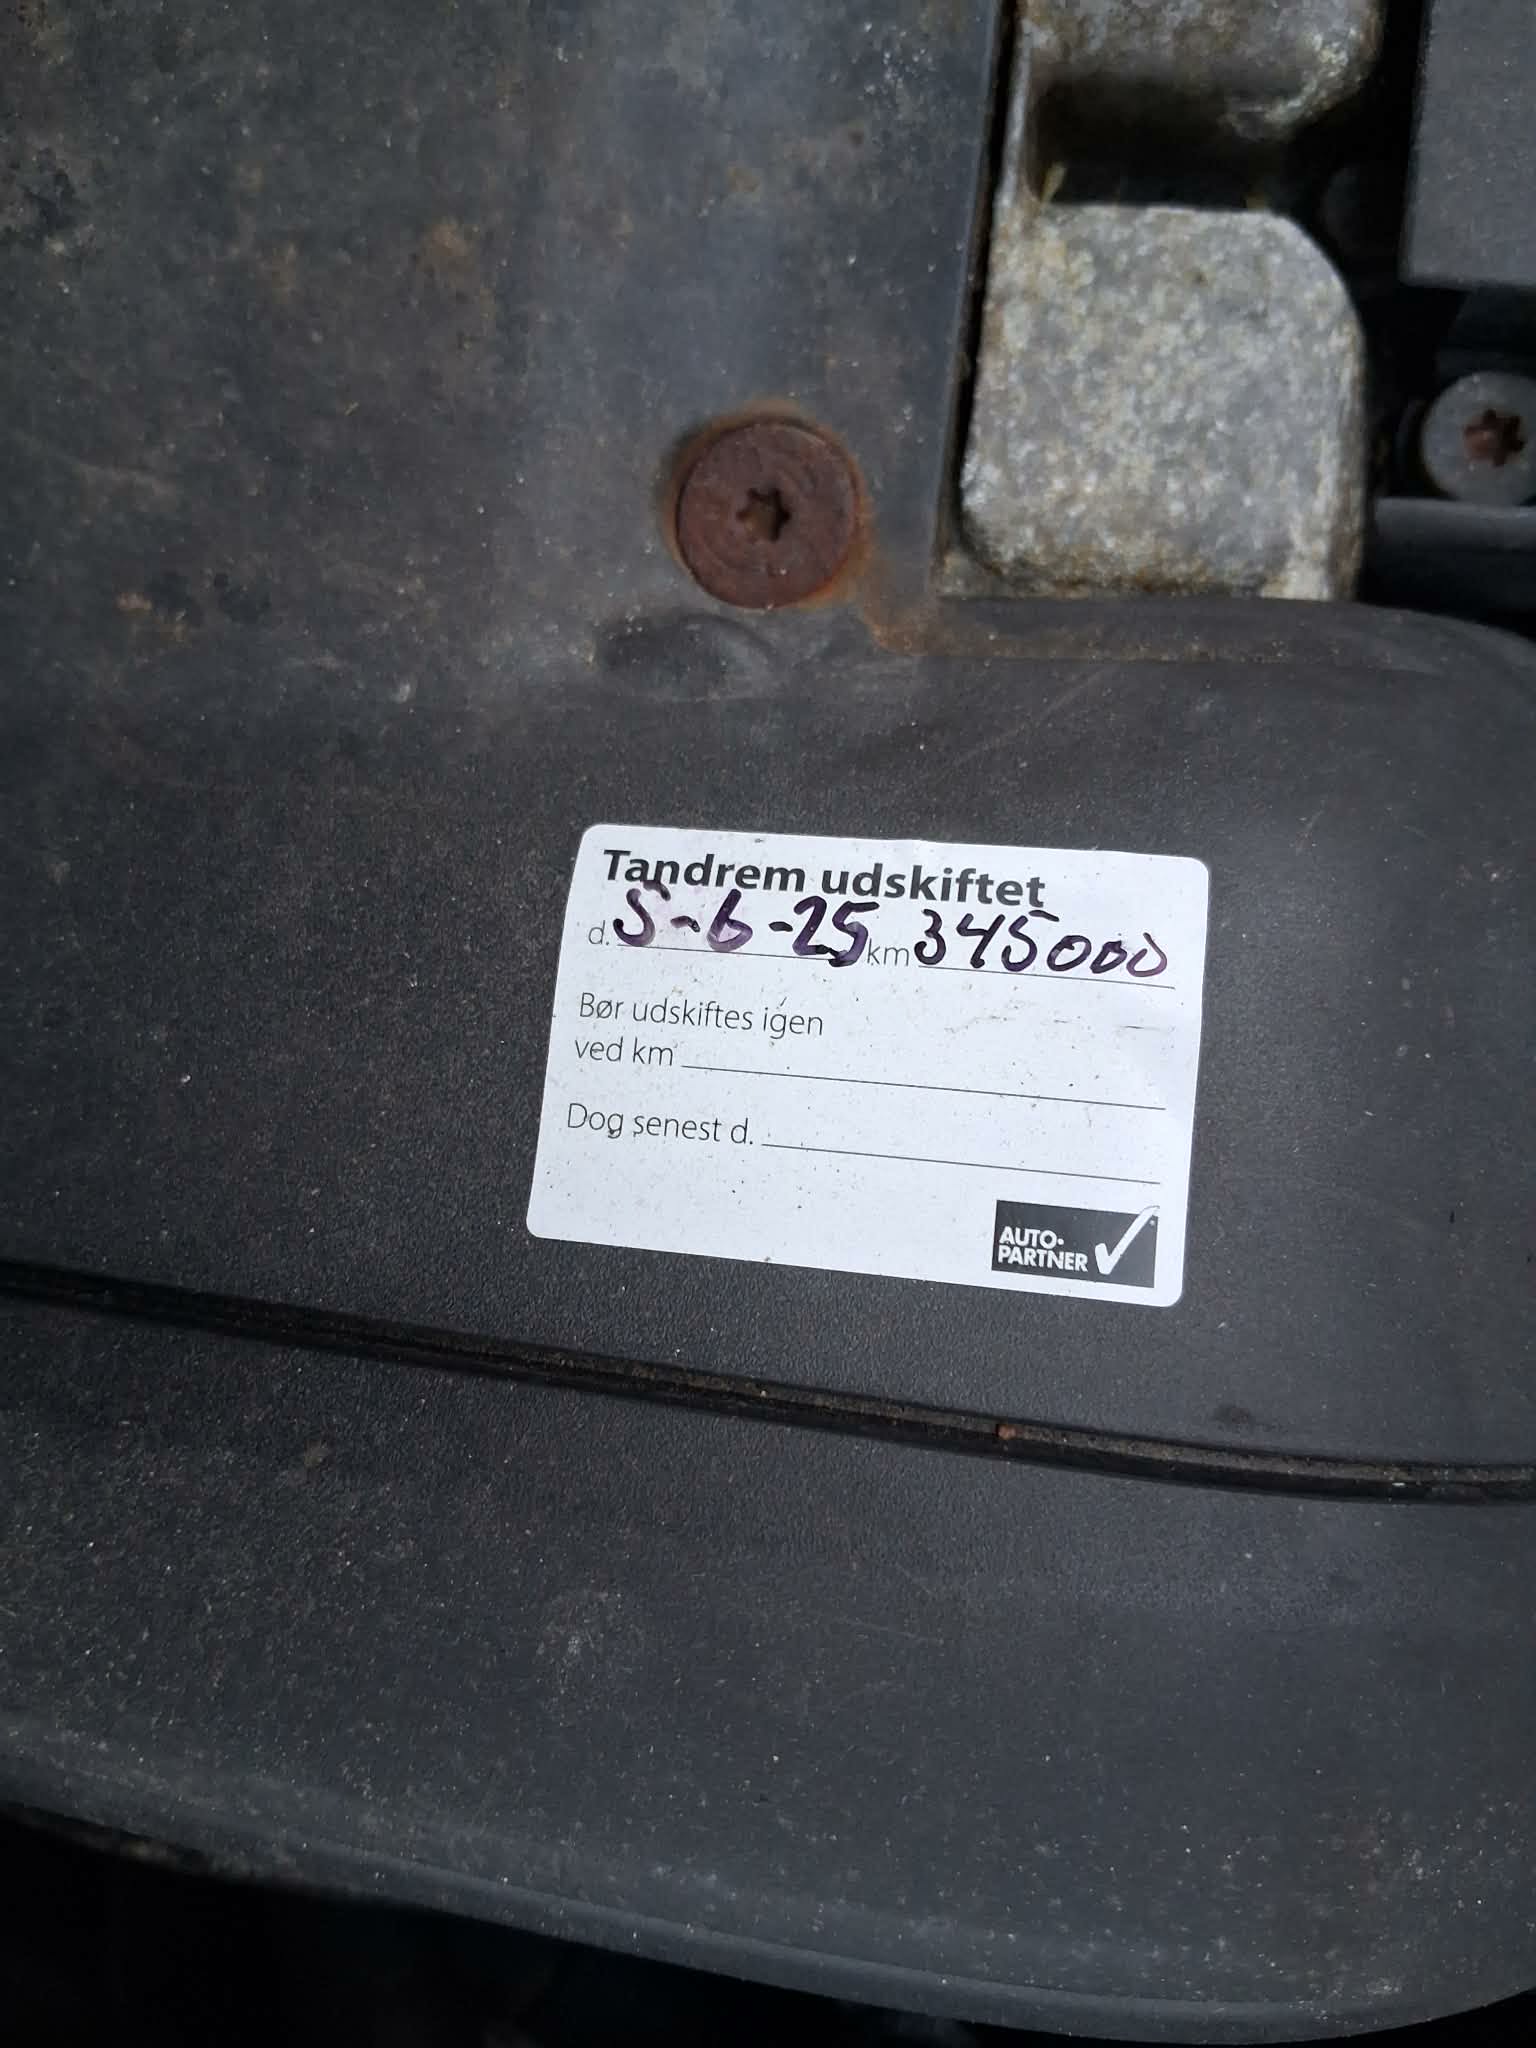 Tandrem udskiftet
d. 5-6-25 km 345000
Bør udskiftes igen
ved km
Dog senest d.
AUTO-
PARTNER